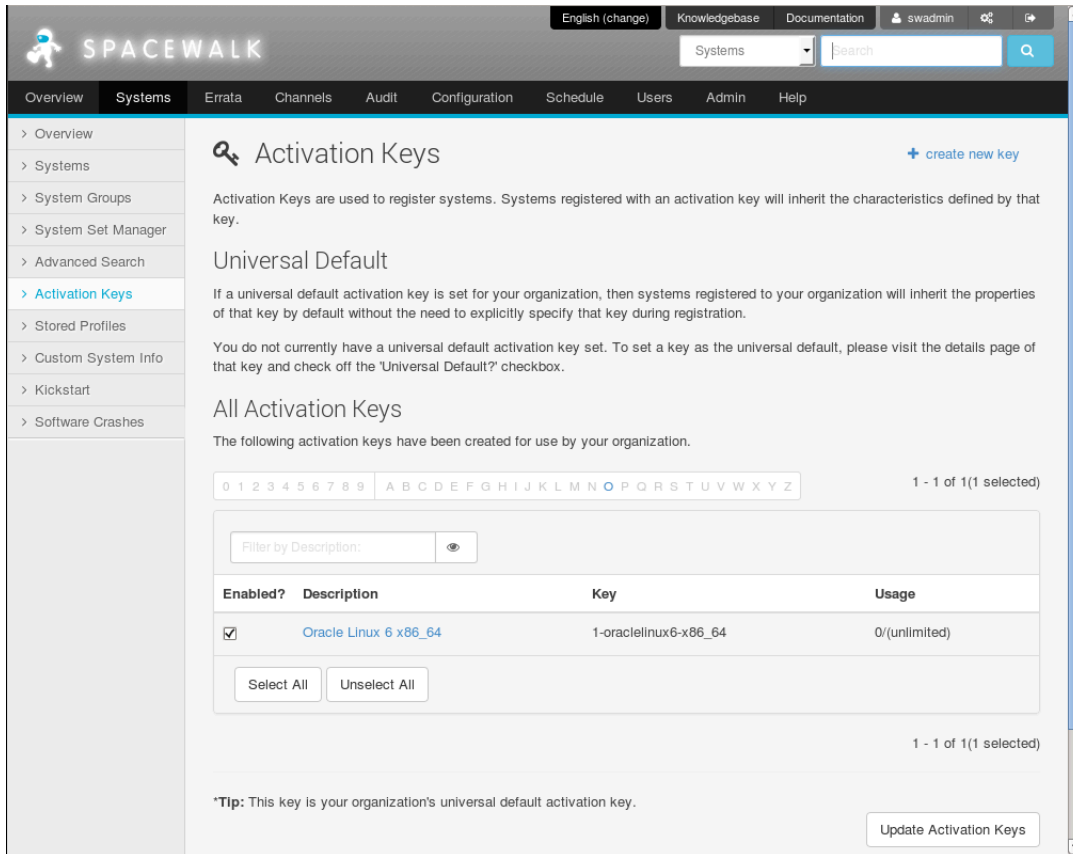 English (change) Knowledgebase Documentation swadmin
SPACEWALK
Systems Search
Overview Systems Errata Channels Audit Configuration Schedule Users Admin Help
> Overview
> Systems
> System Groups
> System Set Manager
> Advanced Search
> Activation Keys
> Stored Profiles
> Custom System Info
> Kickstart
> Software Crashes
Activation Keys
+ create new key
Activation Keys are used to register systems. Systems registered with an activation key will inherit the characteristics defined by that
key.
Universal Default
If a universal default activation key is set for your organization, then systems registered to your organization will inherit the properties
of that key by default without the need to explicitly specify that key during registration.
You do not currently have a universal default activation key set. To set a key as the universal default, please visit the details page of
that key and check off the 'Universal Default?' checkbox.
All Activation Keys
The following activation keys have been created for use by your organization.
0 1 2 3 4 5 6 7 8 9 A B C D E F G H I J K L M N O P Q R S T U V W X Y Z
1 - 1 of 1(1 selected)
Filter by Description:
Enabled? Description Key Usage
Oracle Linux 6 x86_64 1-oraclelinux6-x86_64 0/(unlimited)
Select All Unselect All
1 - 1 of 1(1 selected)
*Tip: This key is your organization's universal default activation key.
Update Activation Keys